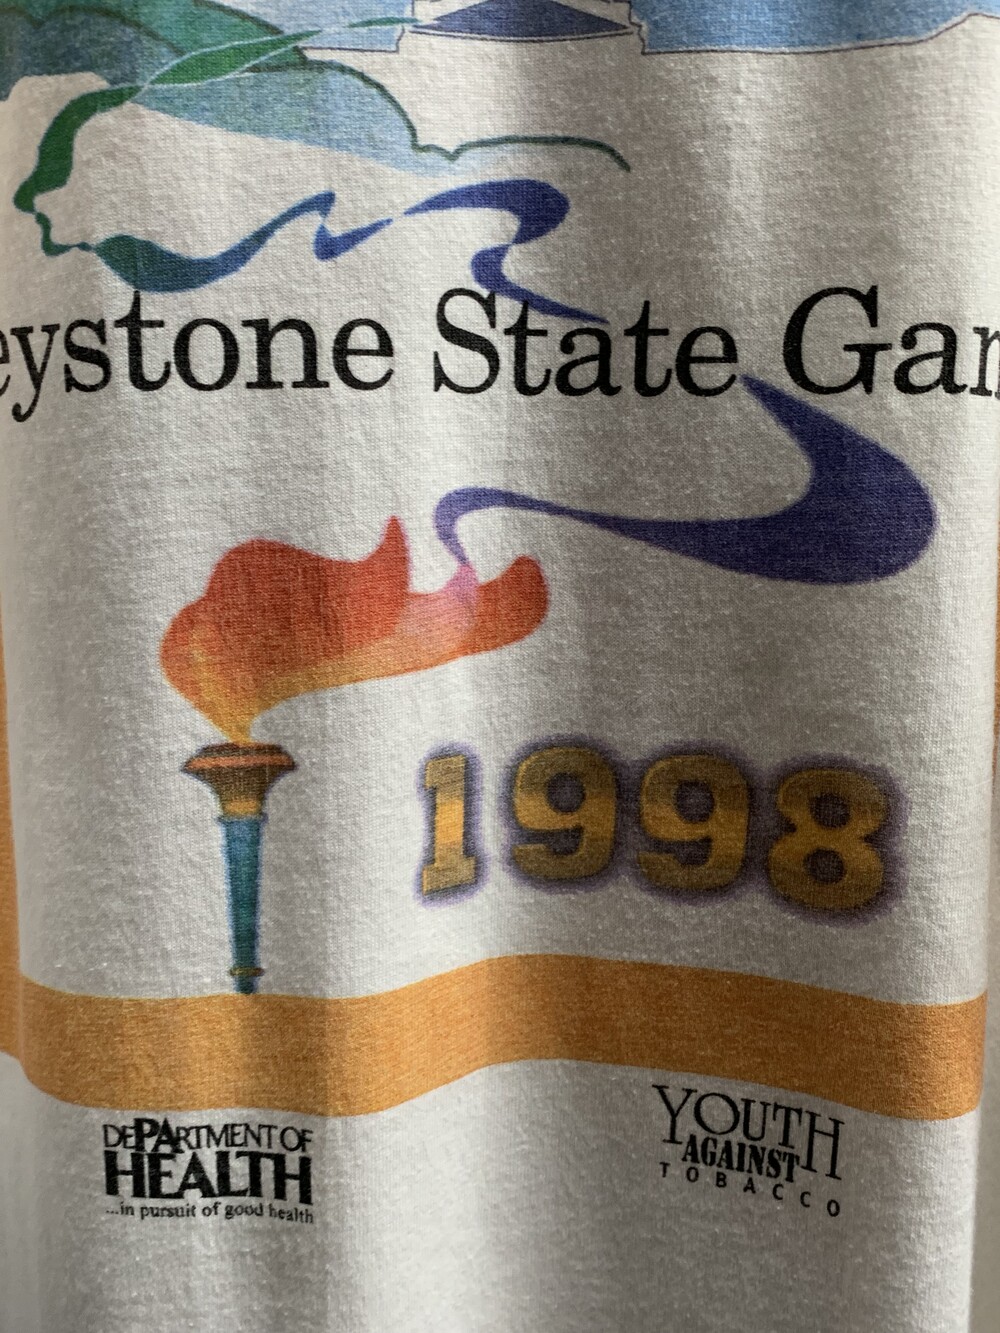 eystone State Gam
1998
DEPARTMENT OF
HEALTH
...in pursuit of good health
YOUTH
AGAINST
TOBACCO